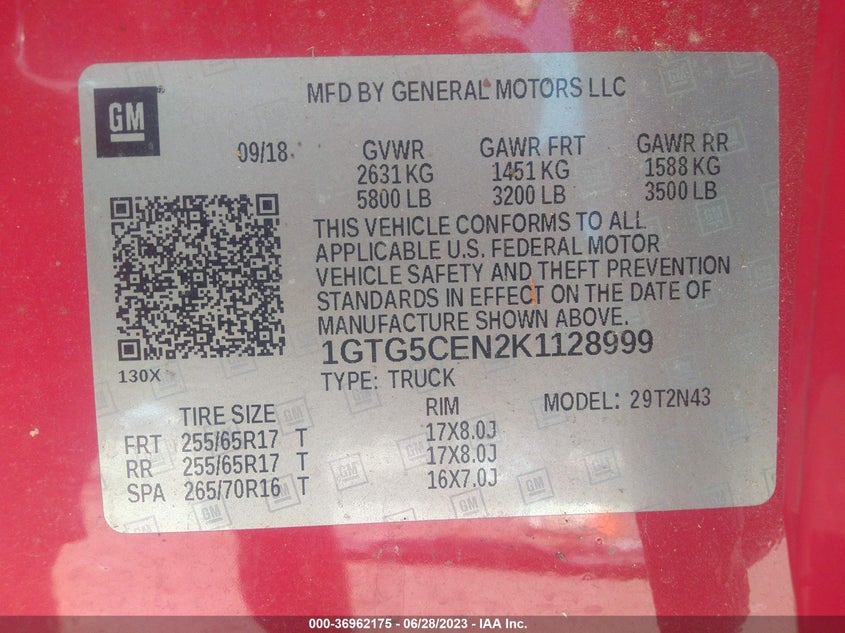 GM
MFD BY GENERAL MOTORS LLC
09/18 GVWR GAWR FRT GAWR RR
2631 KG 1451 KG 1588 KG
5800 LB 3200 LB 3500 LB
THIS VEHICLE CONFORMS TO ALL
APPLICABLE U.S. FEDERAL MOTOR
VEHICLE SAFETY AND THEFT PREVENTION
STANDARDS IN EFFECT ON THE DATE OF
MANUFACTURE SHOWN ABOVE.
1GTG5CEN2K1128999
130X
TYPE: TRUCK MODEL: 29T2N43
TIRE SIZE RIM
FRT 255/65R17 T 17X8.0J
RR 255/65R17 T 17X8.0J
SPA 265/70R16 T 16X7.0J
000-36962175 - 06/28/2023 - IAA Inc.